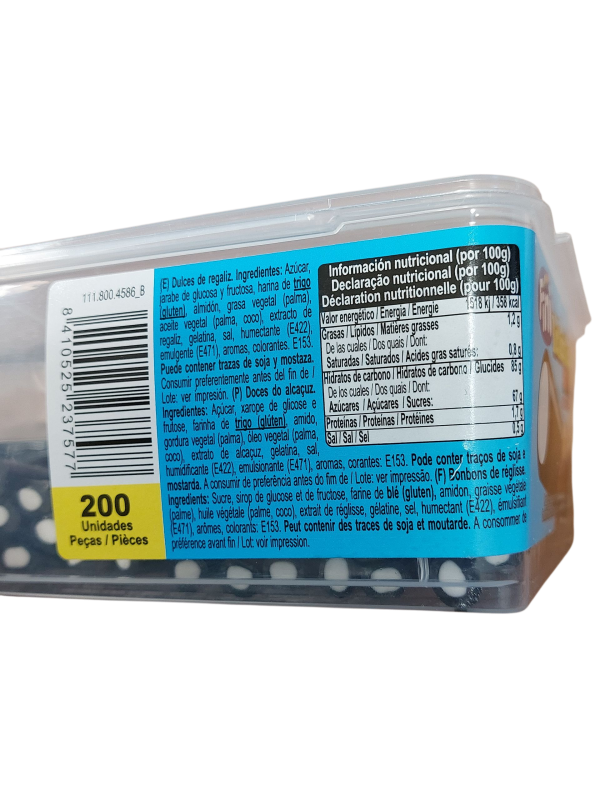 111.800.4586_B
8 410525 237577
200
Unidades
Peças / Pièces
(E) Dulces de regaliz. Ingredientes: Azúcar,
arabe de glucosa y fructosa, harina de trigo
(gluten), almidón, grasa vegetal (palma),
aceite vegetal (palma, coco), extracto de
regaliz, gelatina, sal, humectante (E422),
emulgente (E471), aromas, colorantes: E153.
Puede contener trazas de soja y mostaza.
Consumir preferentemente antes del fin de /
Lote: ver impresión. (P) Doces do alcaçuz.
Ingredientes: Açúcar, xarope de glicose e
frutose, farinha de trigo (glúten), amido,
gordura vegetal (palma), óleo vegetal (palma,
coco), extrato de alcaçuz, gelatina, sal,
humidificante (E422), emulsionante (E471), aromas, corantes: E153. Pode conter traços de soja e
mostarda. A consumir de preferência antes do fim de / Lote: ver impressão. (F) Bonbons de réglisse.
Ingredients: Sucre, sirop de glucose et de fructose, farine de blé (gluten), amidon, graisse végétale
(palme), huile végétale (palme, coco), extrait de réglisse, gélatine, sel, humectant (E422), émulsifiant
(E471), arômes, colorants: E153. Peut contenir des traces de soja et moutarde. A consommer de
préférence avant fin / Lot: voir impression.
Información nutricional (por 100g)
Declaração nutricional (por 100g)
Déclaration nutritionnelle (pour 100g)
Valor energético / Energia / Énergie 1518 kj / 358 kcal
Grasas / Lípidos / Matières grasses 1,2 g
De las cuales / Dos quais / Dont:
Saturadas / Saturados / Acides gras saturés: 0,8 g
Hidratos de carbono / Hidratos de carbono / Glucides 85 g
De los cuales / Dos quais / Dont:
Azúcares / Açúcares / Sucres: 67 g
Proteínas / Proteínas / Protéines 1,7 g
Sal / Sal / Sel 0,5 g